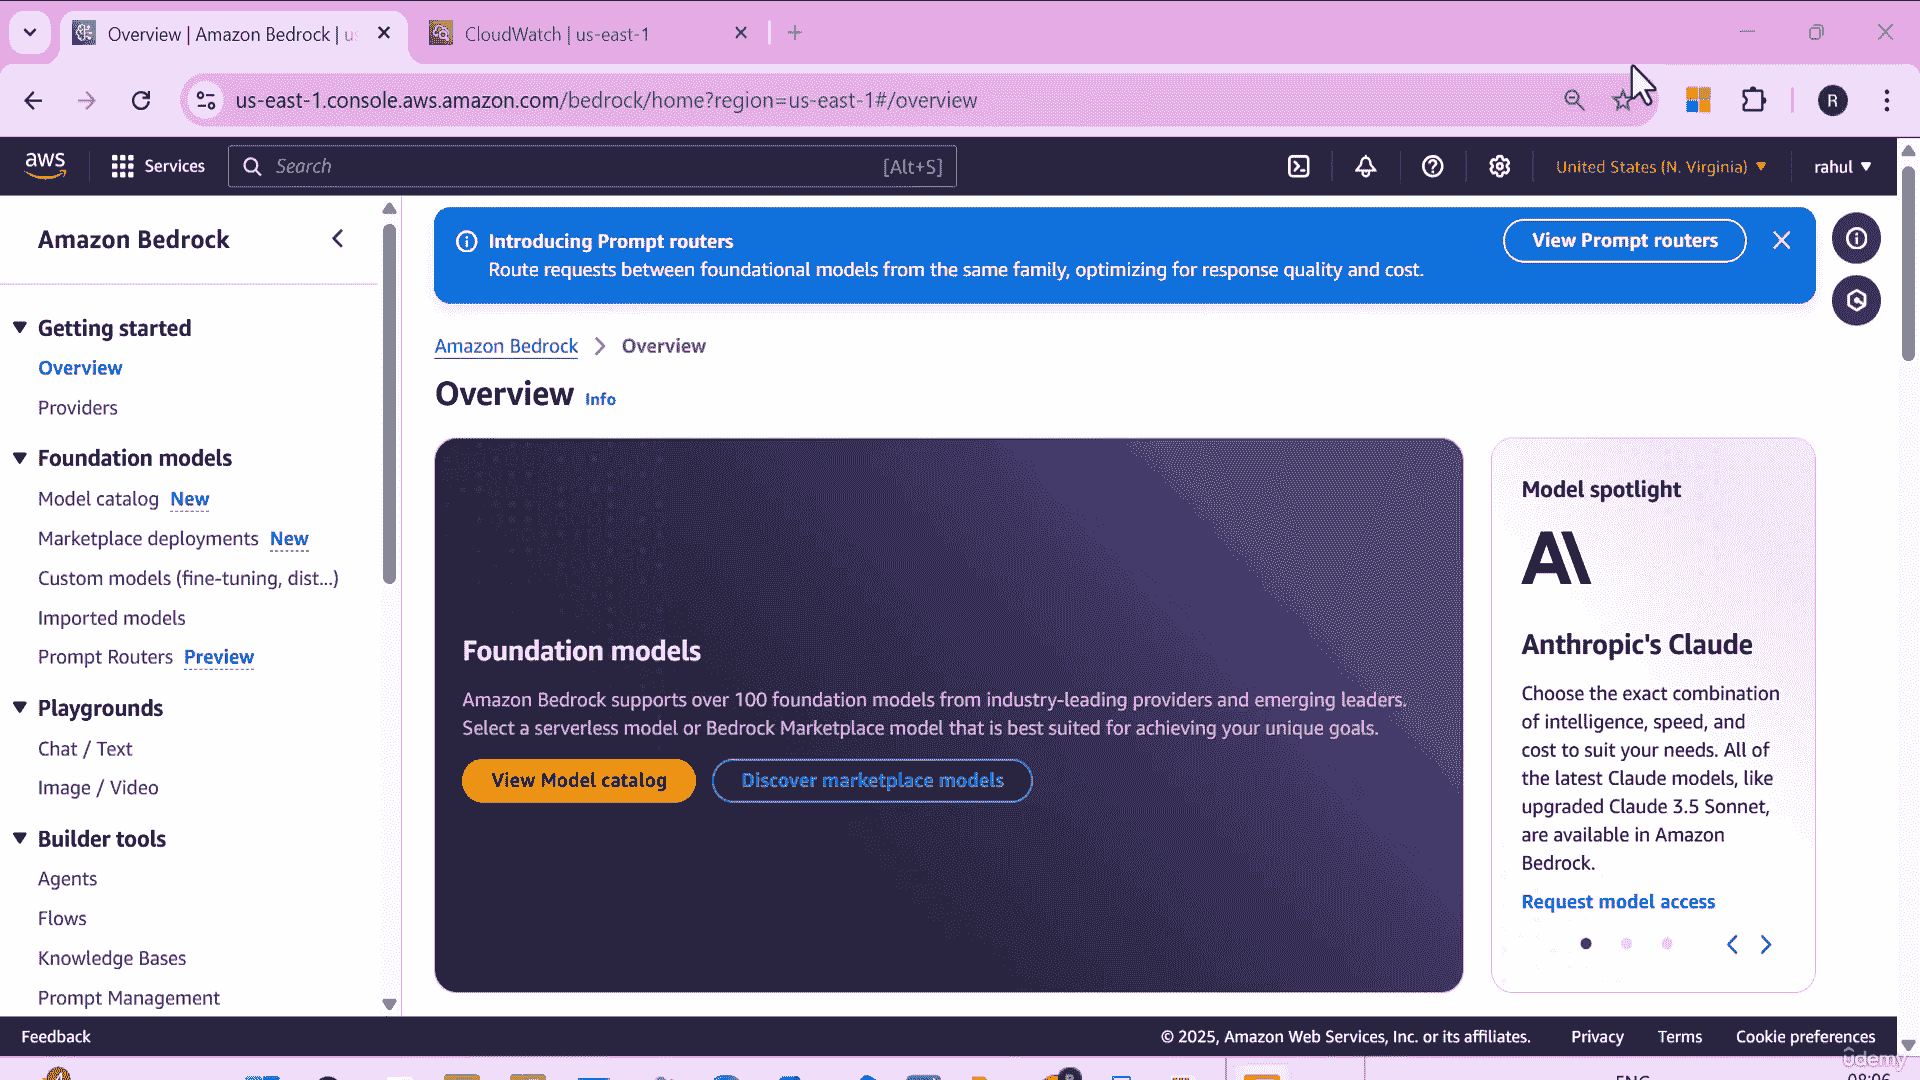 Overview | Amazon Bedrock | us
CloudWatch | us-east-1
us-east-1.console.aws.amazon.com/bedrock/home?region=us-east-1#/overview
R
aws
Services
Search
[Alt+S]
United States (N. Virginia)
rahul
Amazon Bedrock
Getting started
Overview
Providers
Foundation models
Model catalog New
Marketplace deployments New
Custom models (fine-tuning, dist...)
Imported models
Prompt Routers Preview
Playgrounds
Chat / Text
Image / Video
Builder tools
Agents
Flows
Knowledge Bases
Prompt Management
Introducing Prompt routers
Route requests between foundational models from the same family, optimizing for response quality and cost.
View Prompt routers
Amazon Bedrock > Overview
Overview Info
Foundation models
Amazon Bedrock supports over 100 foundation models from industry-leading providers and emerging leaders.
Select a serverless model or Bedrock Marketplace model that is best suited for achieving your unique goals.
View Model catalog
Discover marketplace models
Model spotlight
A\
Anthropic's Claude
Choose the exact combination
of intelligence, speed, and
cost to suit your needs. All of
the latest Claude models, like
upgraded Claude 3.5 Sonnet,
are available in Amazon
Bedrock.
Request model access
Feedback
© 2025, Amazon Web Services, Inc. or its affiliates.
Privacy
Terms
Cookie preferences
ûdemy
ENG
08:06